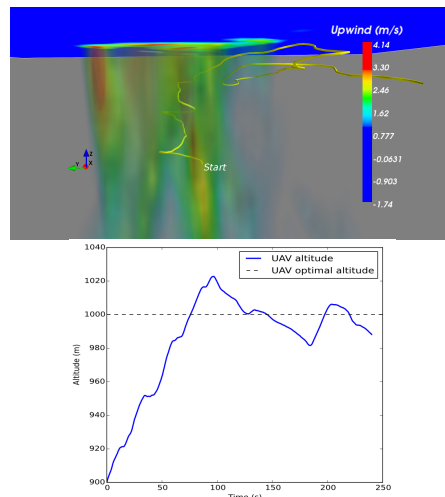 Upwind (m/s)
4.14
3.30
2.46
1.62
0.777
-0.0631
-0.903
-1.74
Z
Y
X
Start
1040
1020
1000
980
960
940
920
900
Altitude (m)
UAV altitude
UAV optimal altitude
0
50
100
150
200
250
Time (s)